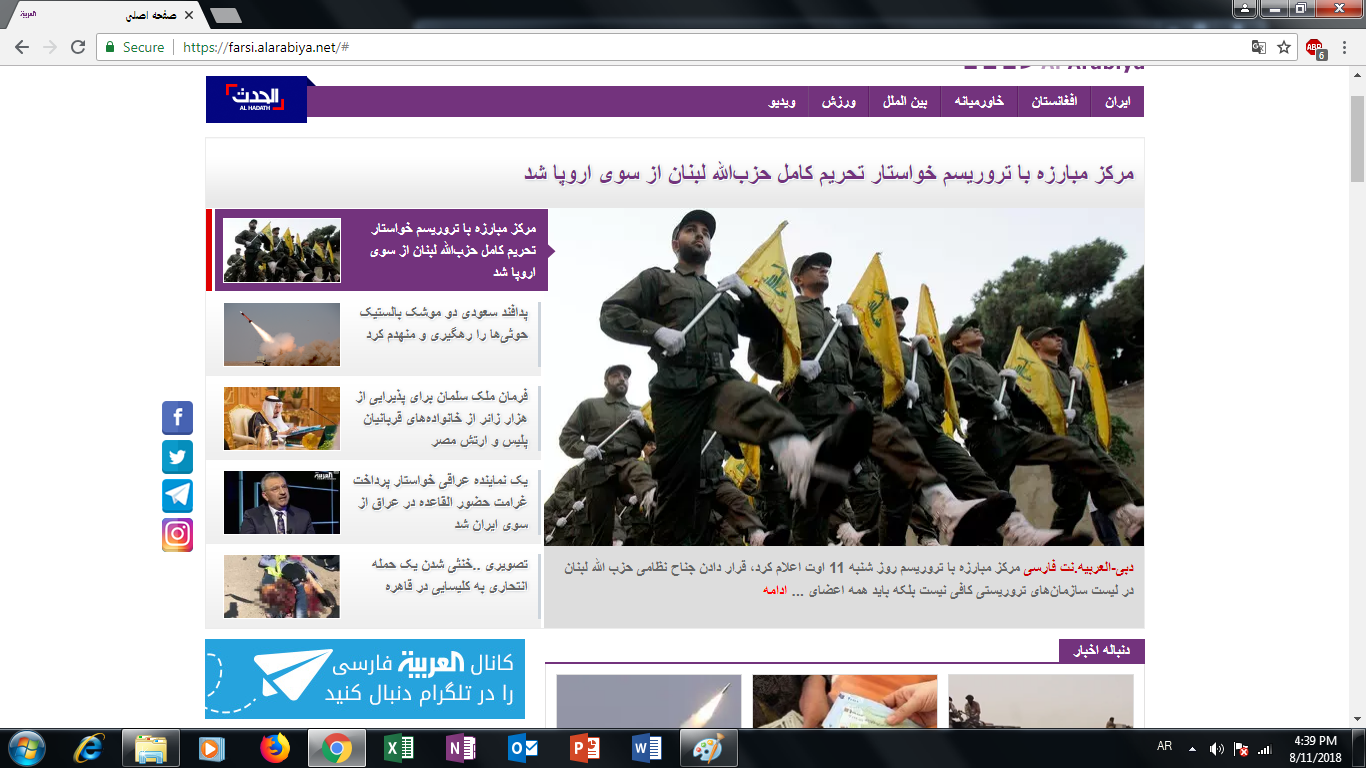 العربية
صفحه اصلی
Secure
https://farsi.alarabiya.net/#
ABP
6
الحدث
AL HADATH
ایران
افغانستان
خاورمیانه
بین الملل
ورزش
ویدیو
مرکز مبارزه با تروریسم خواستار تحریم کامل حزب‌الله لبنان از سوی اروپا شد
مرکز مبارزه با تروریسم خواستار
تحریم کامل حزب‌الله لبنان از سوی
اروپا شد
پدافند سعودی دو موشک بالستیک
حوثی‌ها را رهگیری و منهدم کرد
فرمان ملک سلمان برای پذیرایی از
هزار زائر از خانواده‌های قربانیان
پلیس و ارتش مصر
العربية
یک نماینده عراقی خواستار پرداخت
غرامت حضور القاعده در عراق از
سوی ایران شد
تصویری ..خنثی شدن یک حمله
انتحاری به کلیسایی در قاهره
دبی-العربیه.نت فارسی مرکز مبارزه با تروریسم روز شنبه 11 اوت اعلام کرد، قرار دادن جناح نظامی حزب الله لبنان
در لیست سازمان‌های تروریستی کافی نیست بلکه باید همه اعضای ... ادامه
کانال العربية فارسی
را در تلگرام دنبال کنید
دنباله اخبار
AR
4:39 PM
8/11/2018